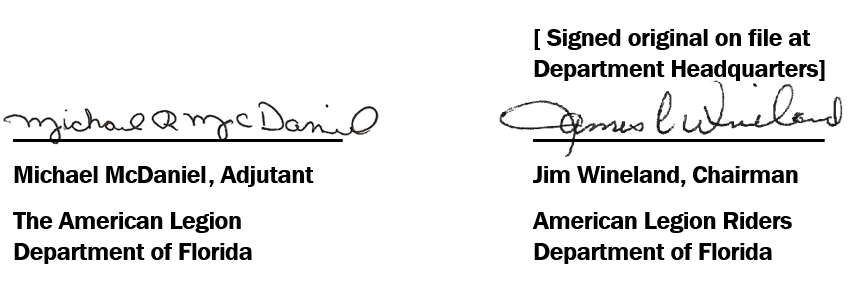 [ Signed original on file at
Department Headquarters]
Michael R McDaniel
James C Wineland
Michael McDaniel, Adjutant
Jim Wineland, Chairman
The American Legion
Department of Florida
American Legion Riders
Department of Florida